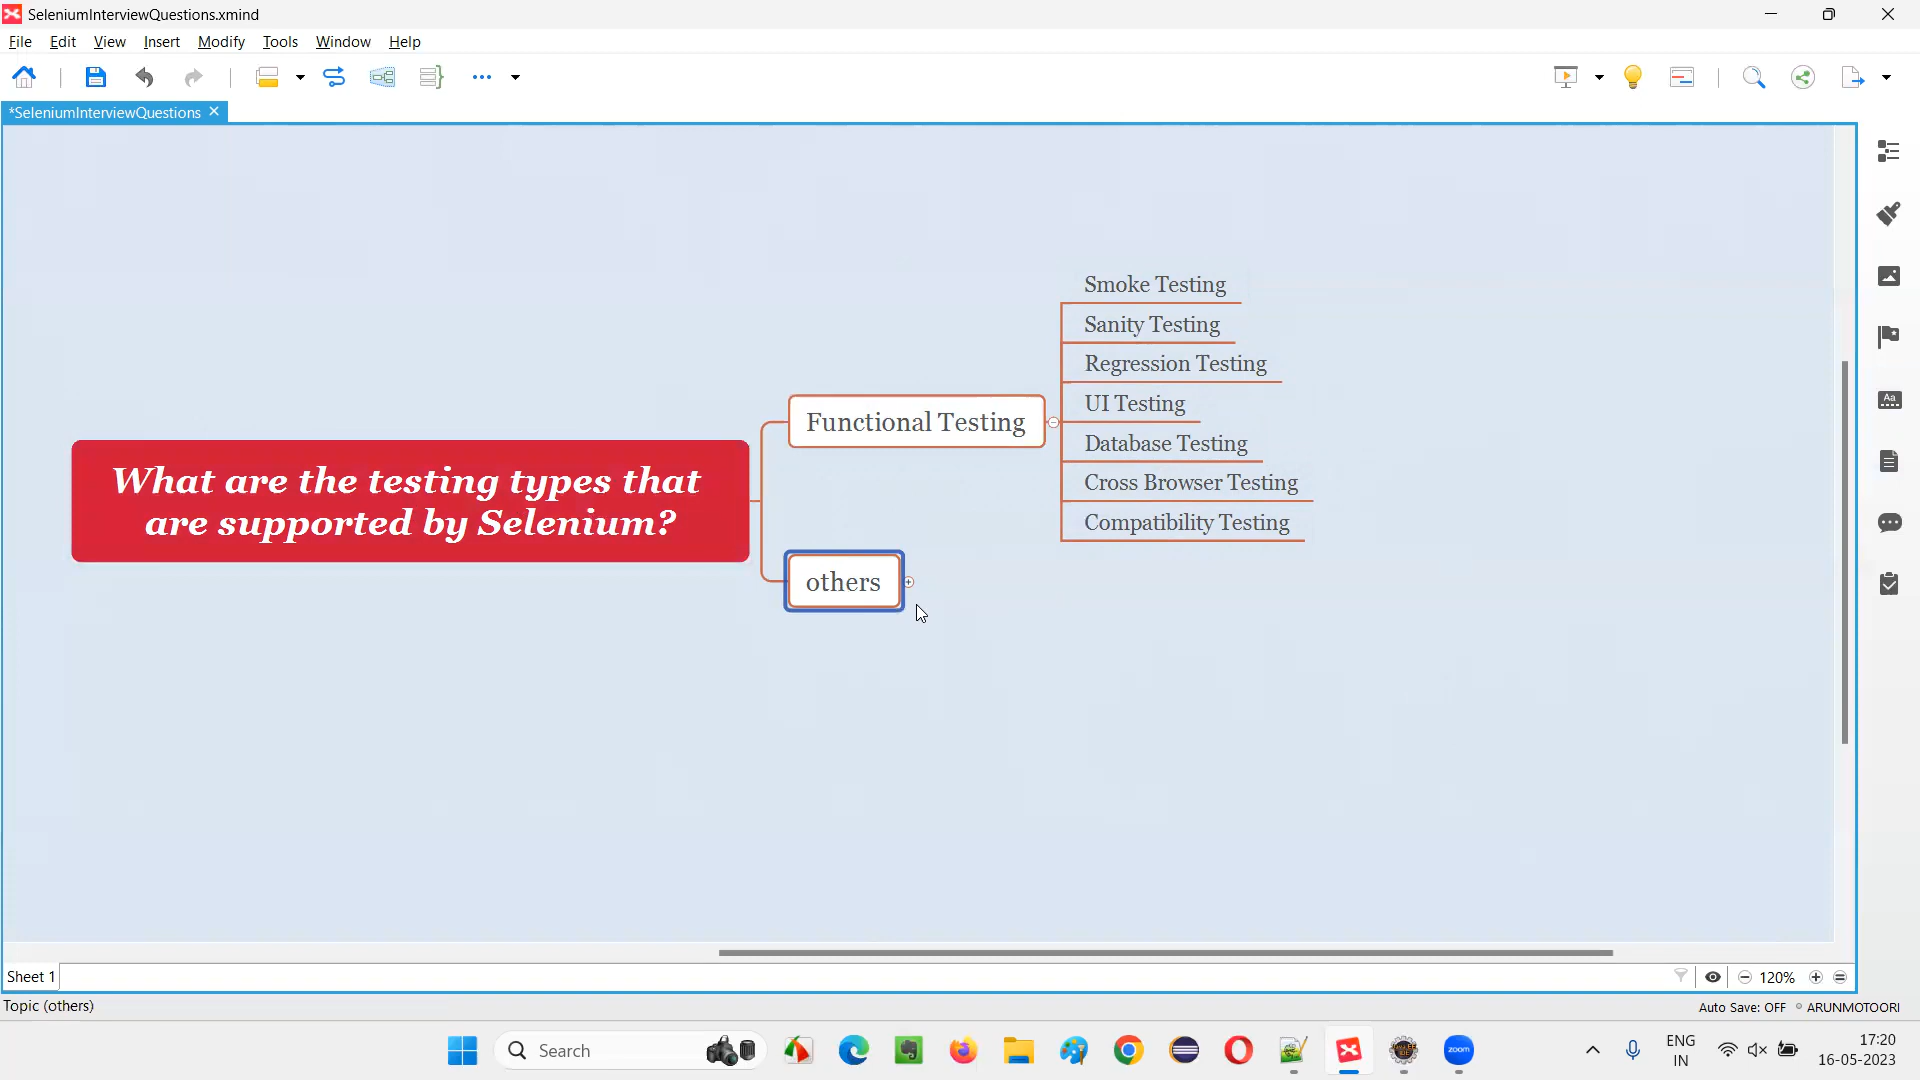 SeleniumInterviewQuestions.xmind
File Edit View Insert Modify Tools Window Help
*SeleniumInterviewQuestions
What are the testing types that
are supported by Selenium?
Functional Testing
Smoke Testing
Sanity Testing
Regression Testing
UI Testing
Database Testing
Cross Browser Testing
Compatibility Testing
others
Aa
Sheet 1
120%
Topic (others)
Auto Save: OFF
ARUNMOTOORI
Search
zoom
ENG
IN
17:20
16-05-2023